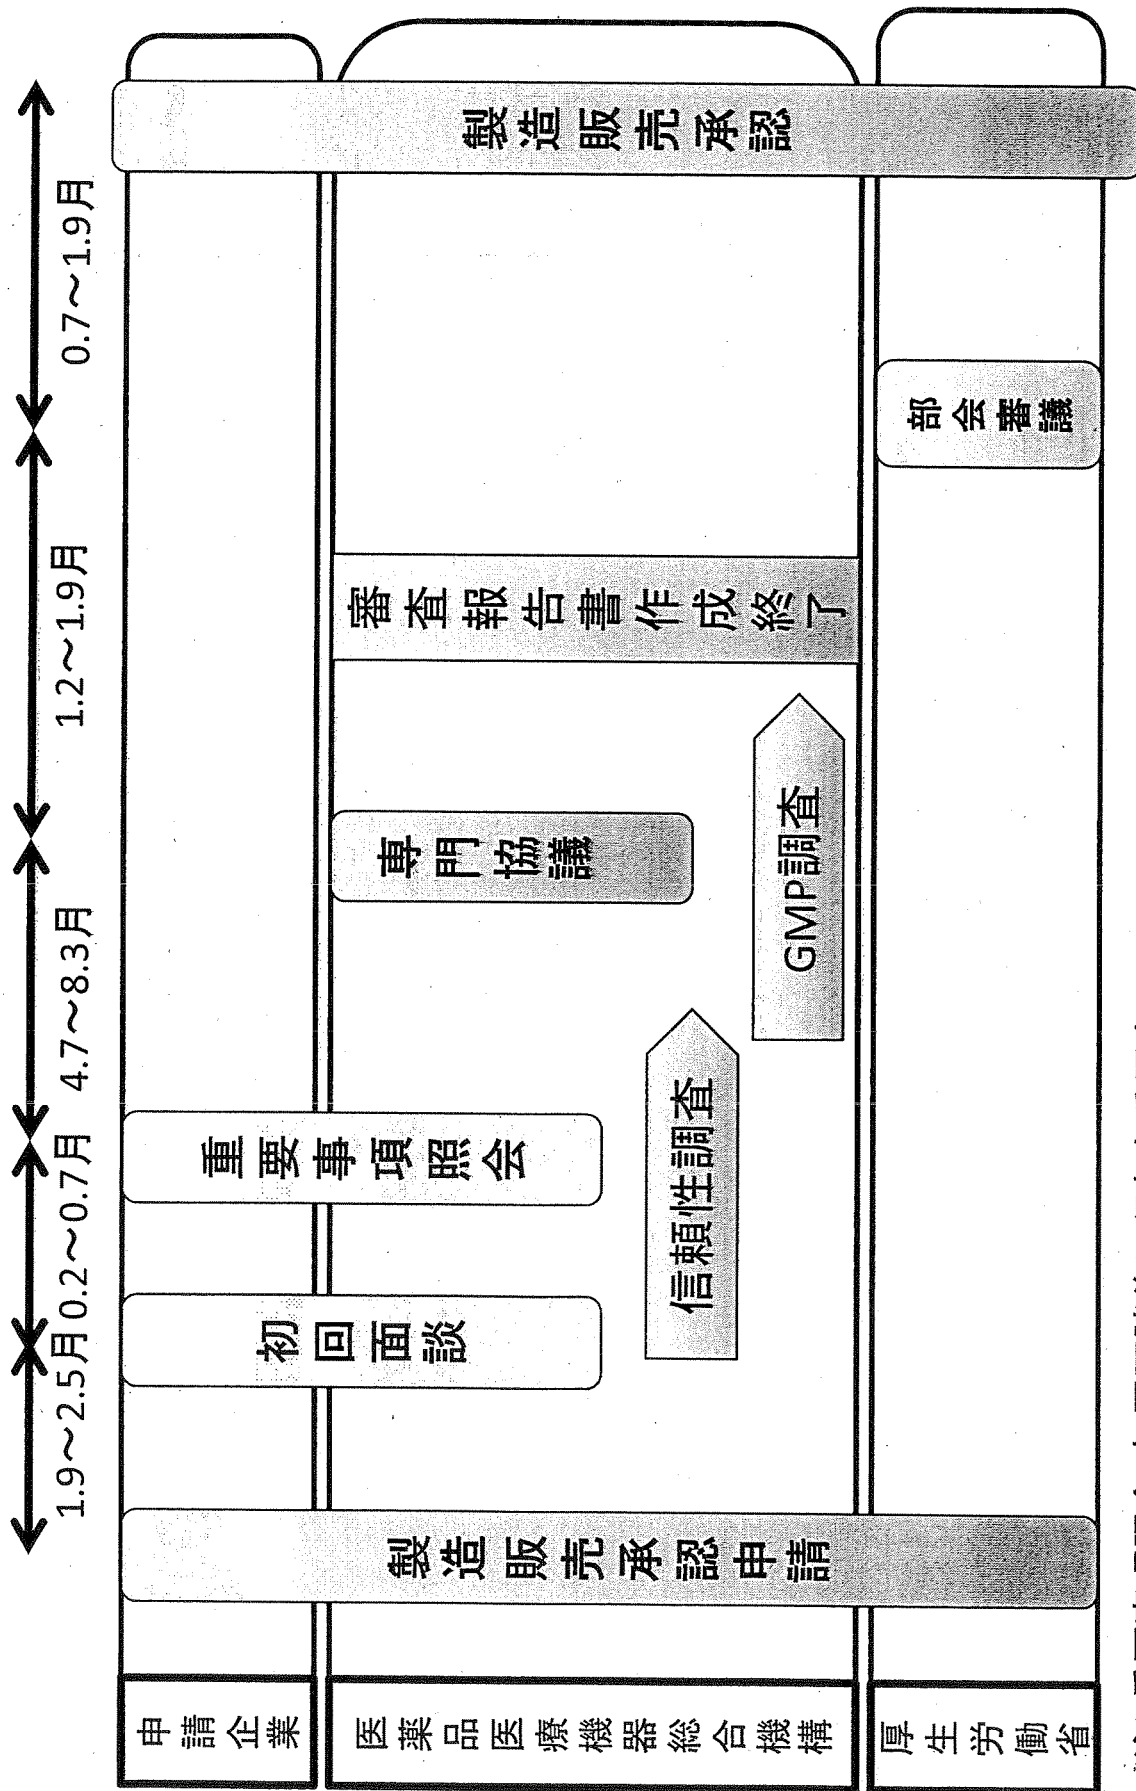 1.9～2.5月
0.2～0.7月
4.7～8.3月
1.2～1.9月
0.7～1.9月
申請企業
医薬品医療機器総合機構
厚生労働省
製造販売承認申請
初回面談
重要事項照会
信頼性調査
専門協議
GMP調査
審査報告書作成終了
部会審議
製造販売承認